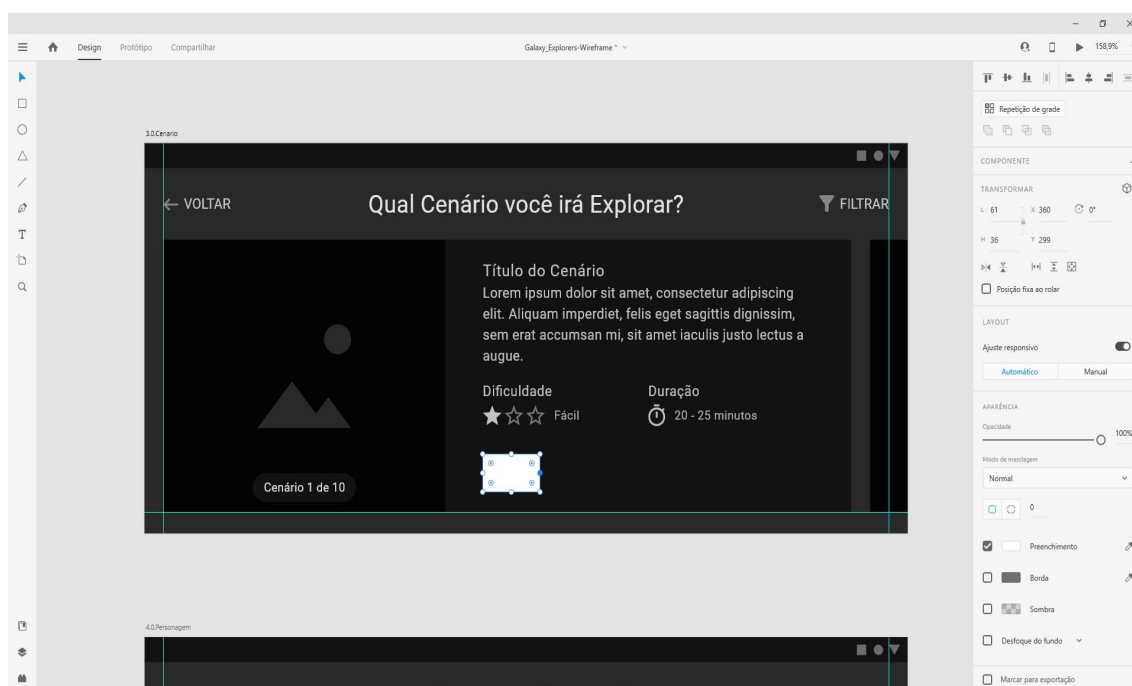 Design Protótipo Compartilhar Galaxy_Explorers-Wireframe * 158,9%
Repetição de grade
3.0.Cenario
COMPONENTE
← VOLTAR Qual Cenário você irá Explorar? FILTRAR
TRANSFORMAR
L 61 X 360 0°
H 36 Y 299
Posição fixa ao rolar
Título do Cenário
Lorem ipsum dolor sit amet, consectetur adipiscing
elit. Aliquam imperdiet, felis eget sagittis dignissim,
sem erat accumsan mi, sit amet iaculis justo lectus a
augue.
LAYOUT
Ajuste responsivo
Automático Manual
Dificuldade Duração
Fácil 20 - 25 minutos
APARÊNCIA
Opacidade
100%
Modo de mesclagem
Normal
Cenário 1 de 10
0
Preenchimento
Borda
Sombra
4.0.Personagem
Desfoque do fundo
Marcar para exportação